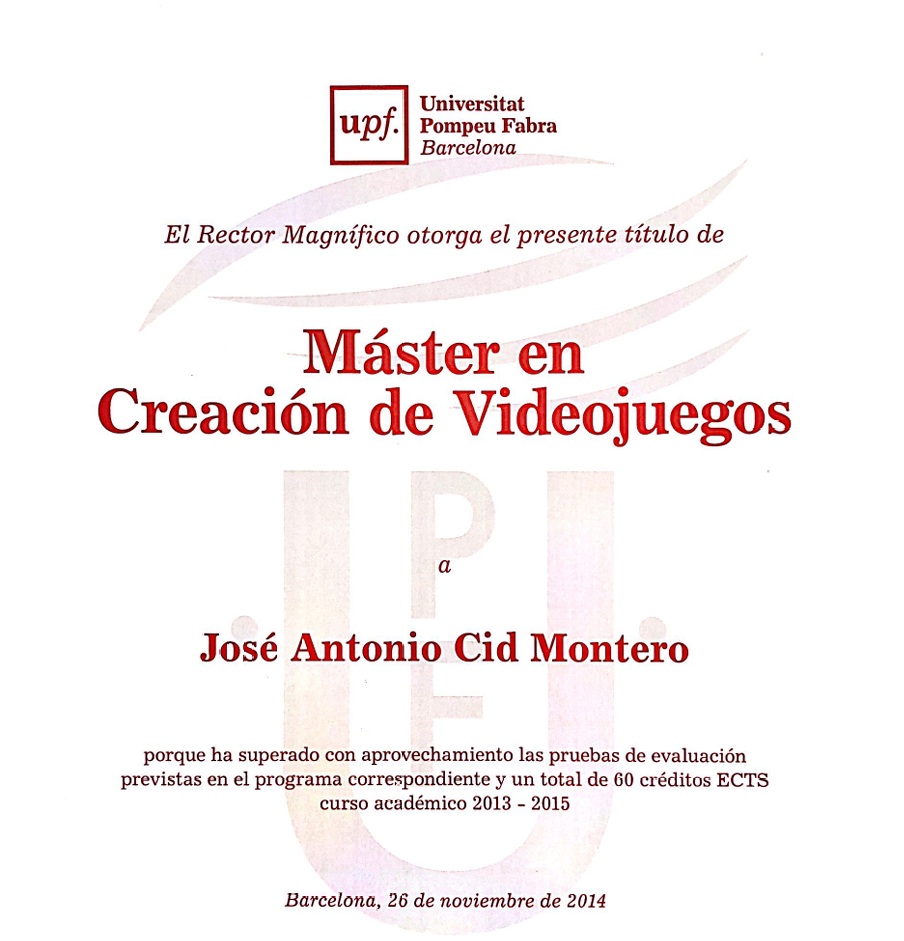 upf.
Universitat
Pompeu Fabra
Barcelona
El Rector Magnífico otorga el presente título de
Máster en
Creación de Videojuegos
U
P
F
a
José Antonio Cid Montero
porque ha superado con aprovechamiento las pruebas de evaluación
previstas en el programa correspondiente y un total de 60 créditos ECTS
curso académico 2013 - 2015
Barcelona, 26 de noviembre de 2014